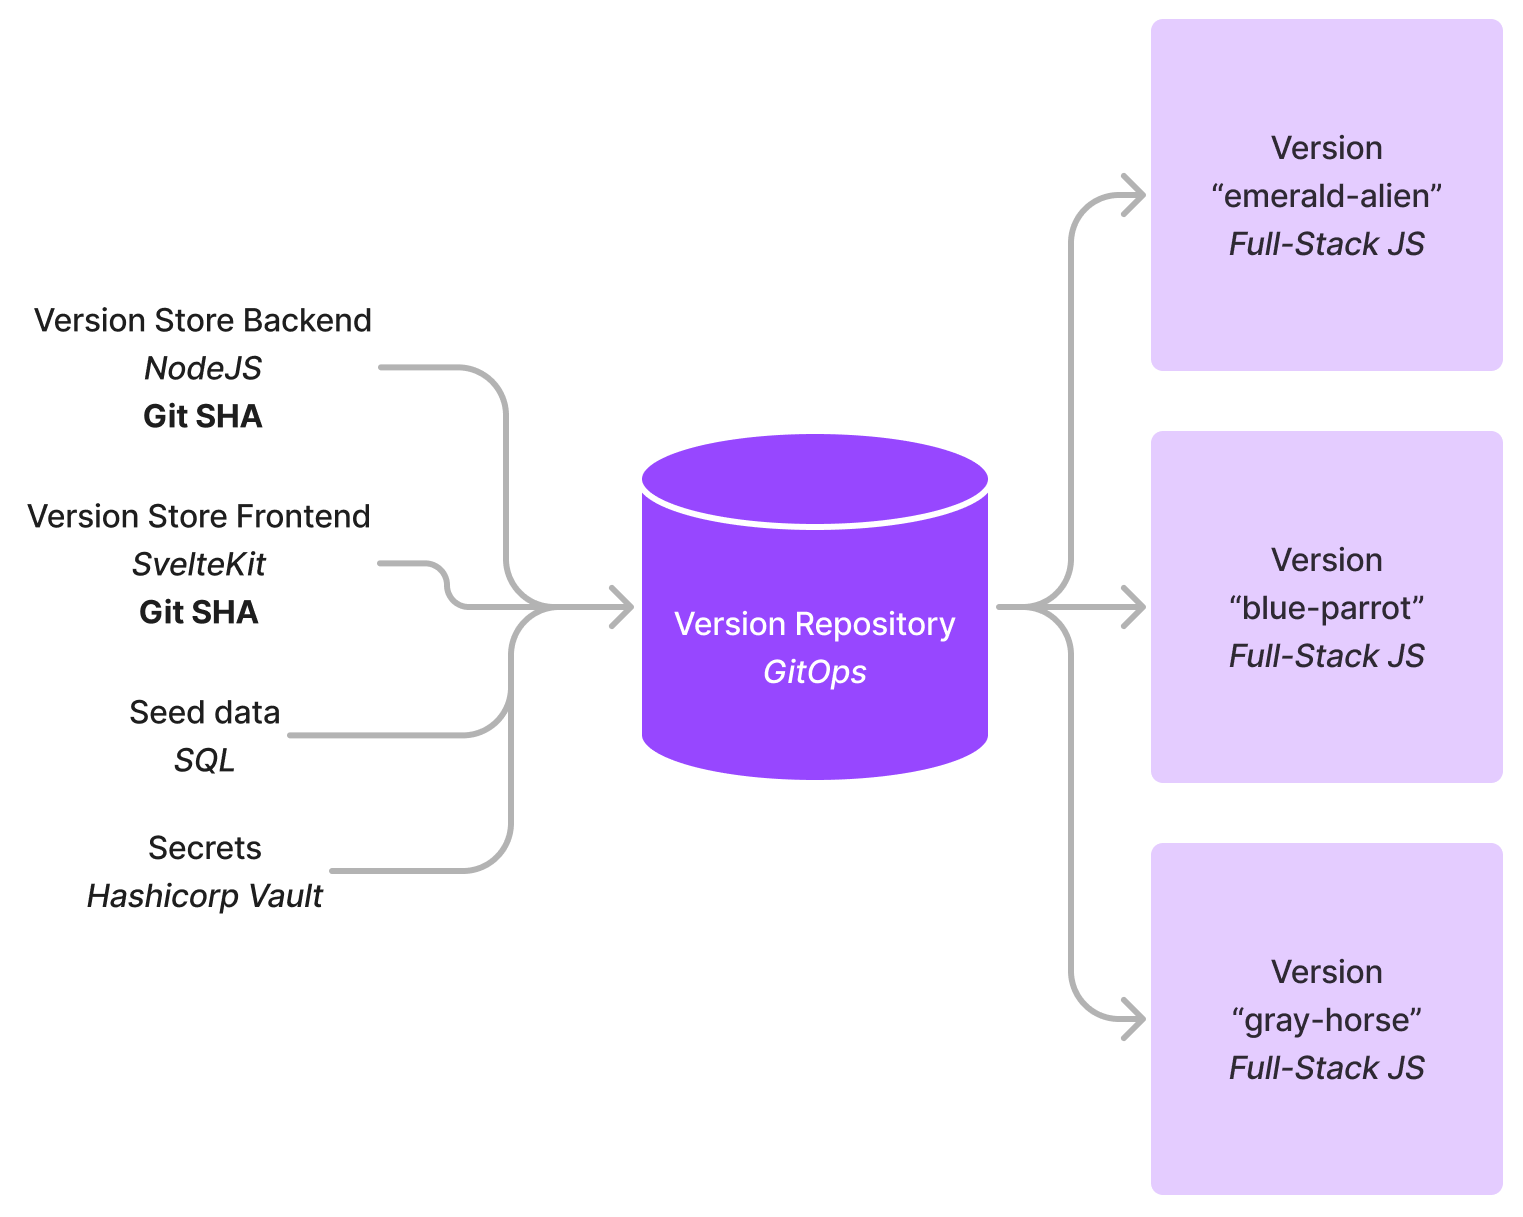 Version Store Backend
NodeJS
Git SHA
Version Store Frontend
SvelteKit
Git SHA
Seed data
SQL
Secrets
Hashicorp Vault
Version Repository
GitOps
Version
“emerald-alien”
Full-Stack JS
Version
“blue-parrot”
Full-Stack JS
Version
“gray-horse”
Full-Stack JS